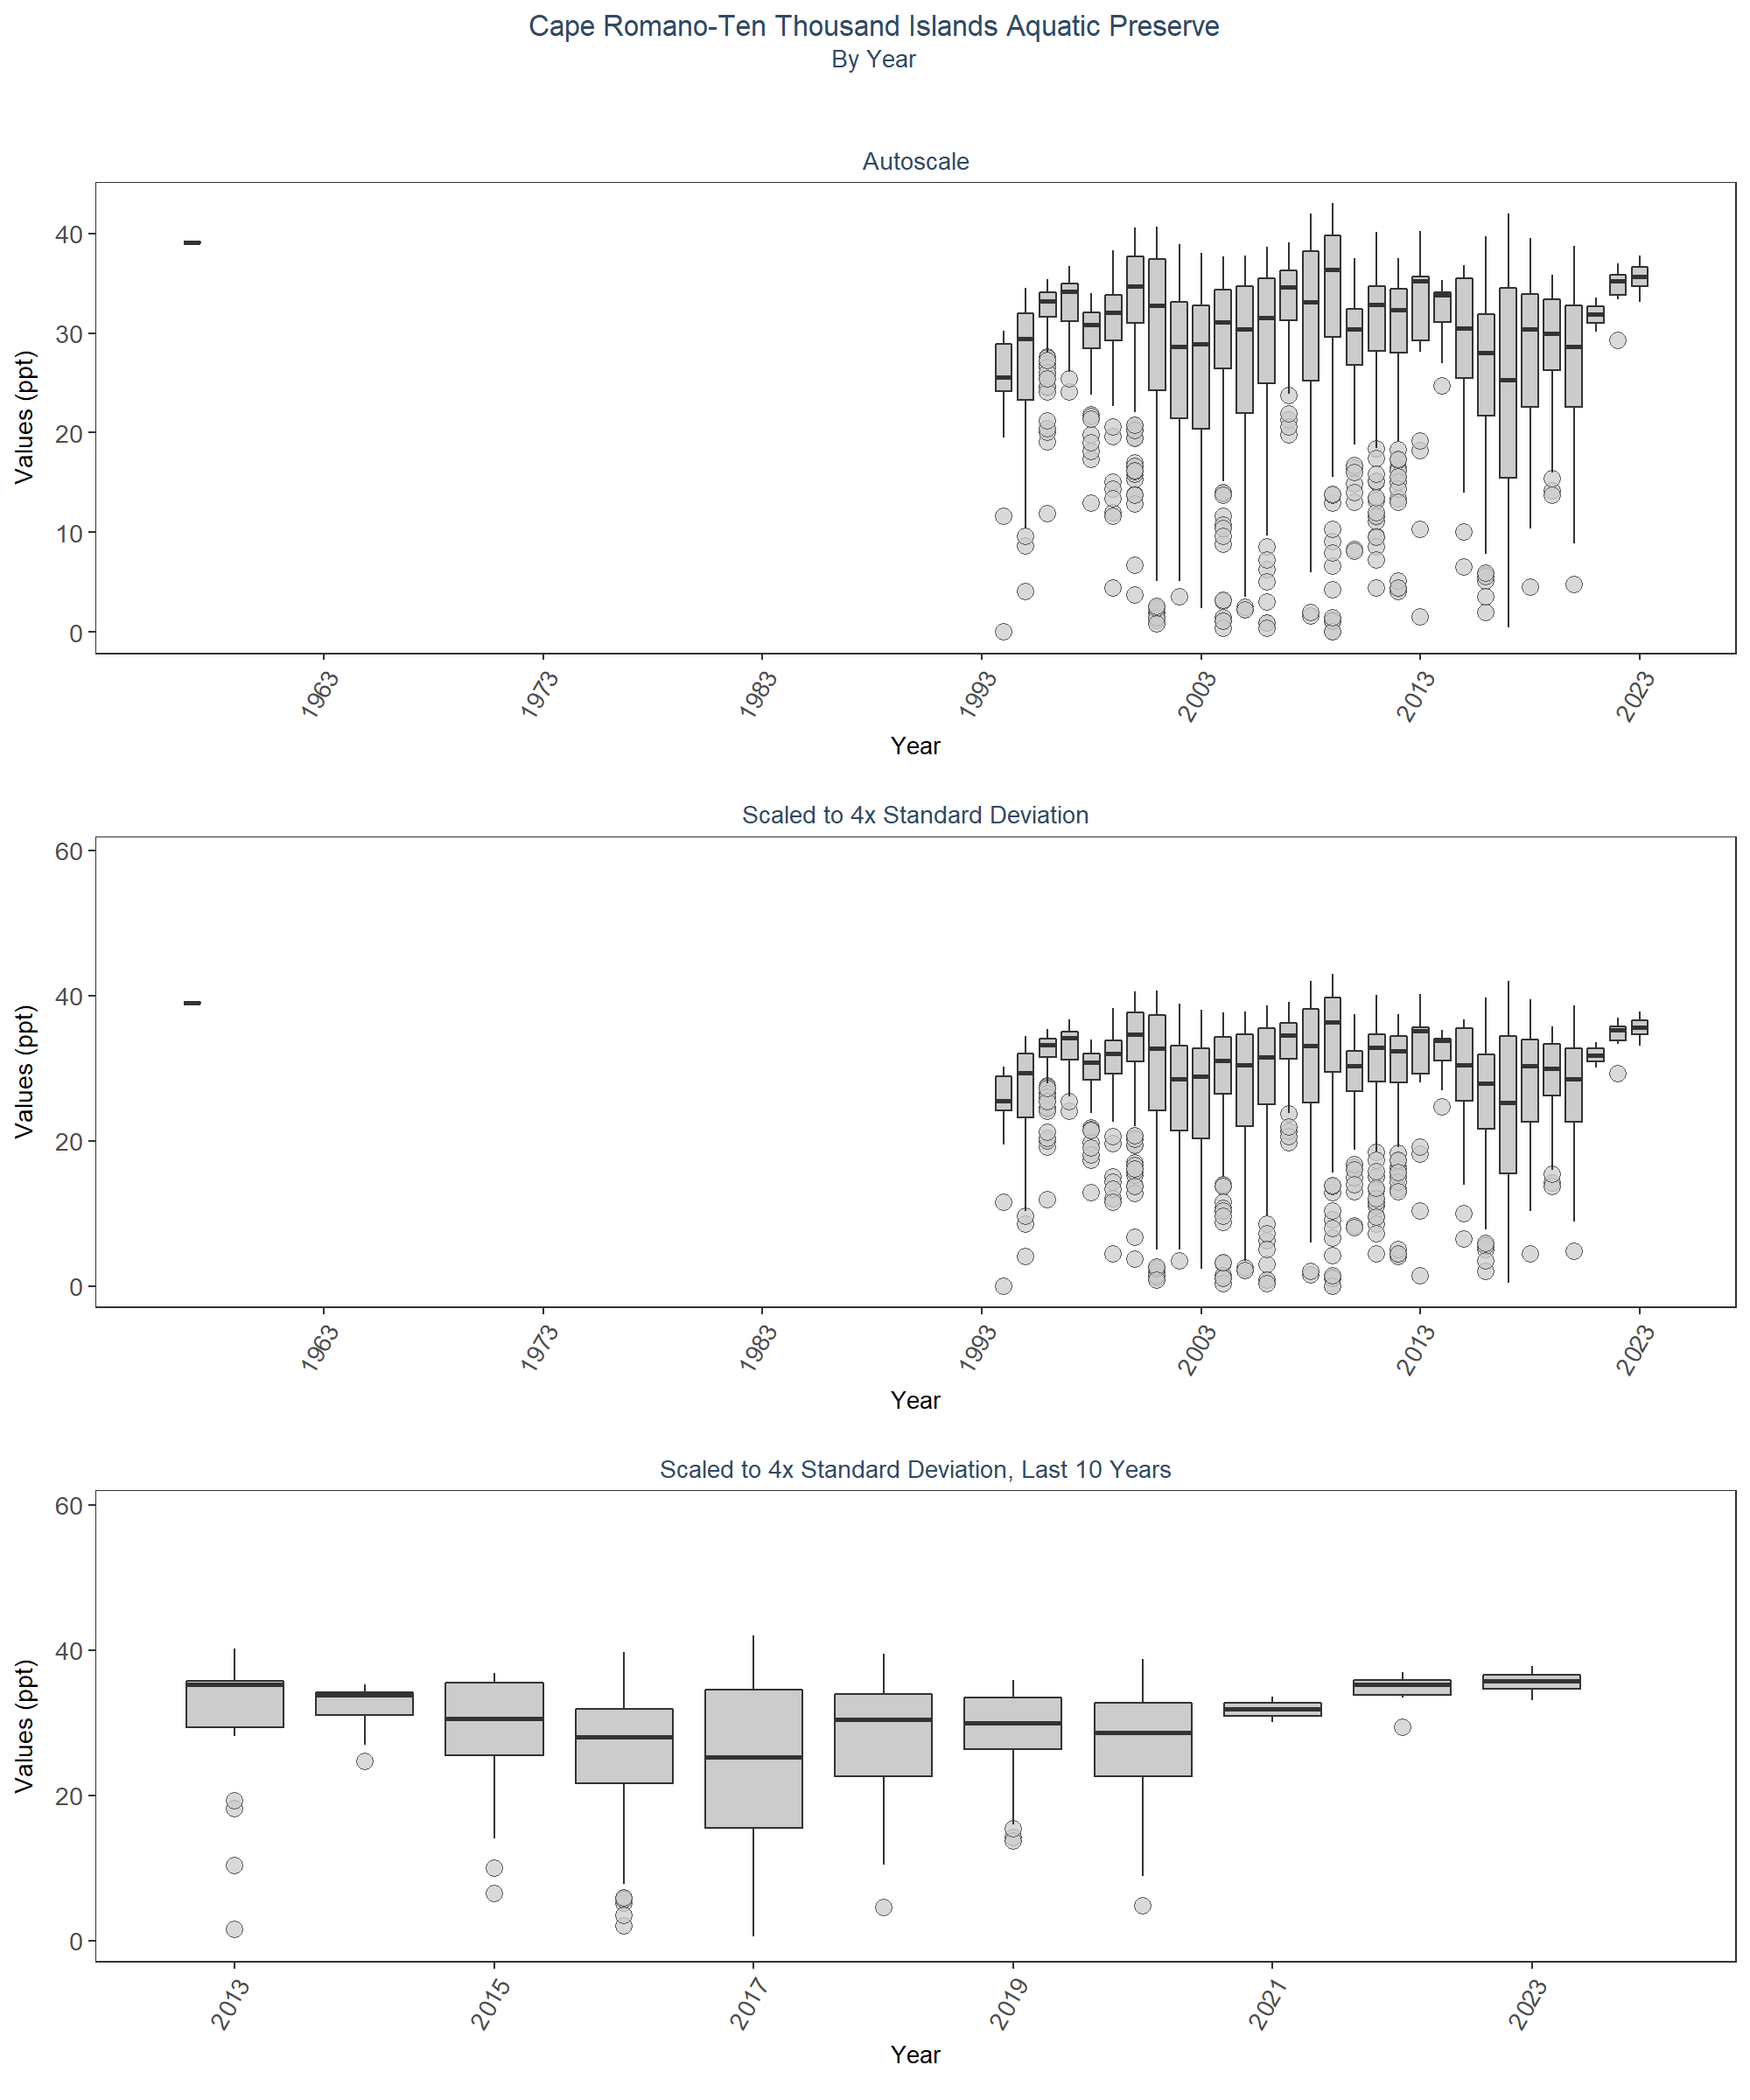 Cape Romano-Ten Thousand Islands Aquatic Preserve
By Year
Autoscale
Values (ppt)
40
30
20
10
0
1963 1973 1983 1993 2003 2013 2023
Year
Scaled to 4x Standard Deviation
Values (ppt)
60
40
20
0
1963 1973 1983 1993 2003 2013 2023
Year
Scaled to 4x Standard Deviation, Last 10 Years
Values (ppt)
60
40
20
0
2013 2015 2017 2019 2021 2023
Year